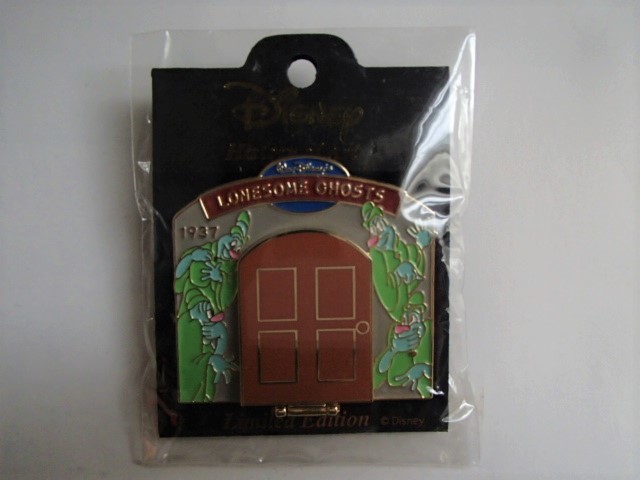 Disney
Walt Disney's
LONESOME GHOSTS
1937
Limited Edition © Disney